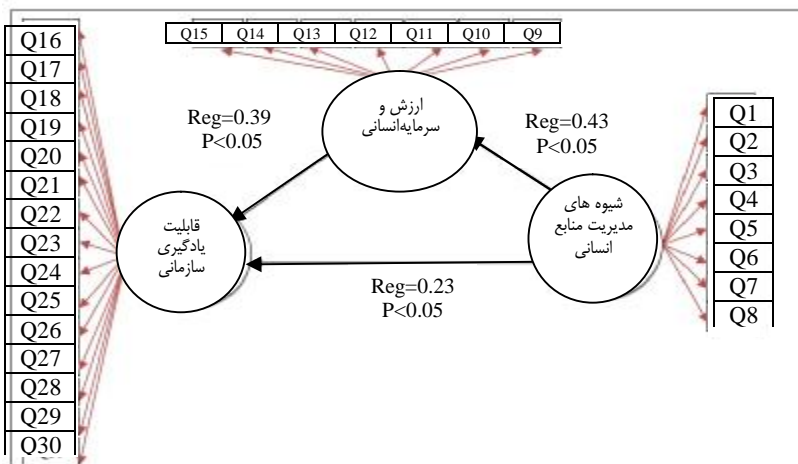 Q15 Q14 Q13 Q12 Q11 Q10 Q9
Q16
Q17
Q18
Q19
Q20
Q21
Q22
Q23
Q24
Q25
Q26
Q27
Q28
Q29
Q30
ارزش و
سرمایه‌انسانی
Reg=0.39
P<0.05
Reg=0.43
P<0.05
قابلیت
یادگیری
سازمانی
شیوه های
مدیریت منابع
انسانی
Reg=0.23
P<0.05
Q1
Q2
Q3
Q4
Q5
Q6
Q7
Q8